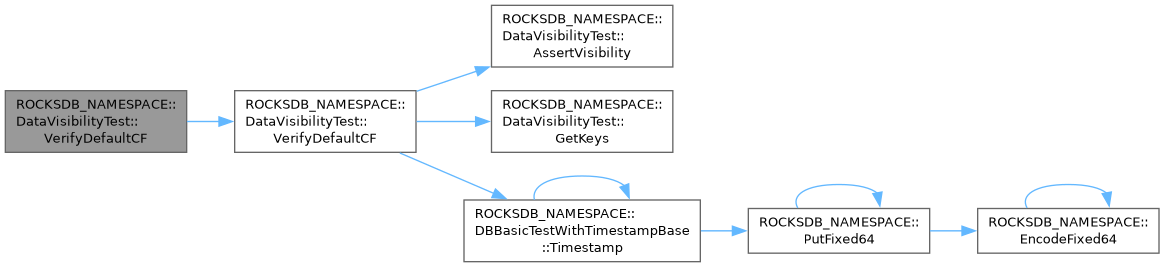 ROCKSDB_NAMESPACE::
DataVisibilityTest::
AssertVisibility
ROCKSDB_NAMESPACE::
DataVisibilityTest::
VerifyDefaultCF
ROCKSDB_NAMESPACE::
DataVisibilityTest::
VerifyDefaultCF
ROCKSDB_NAMESPACE::
DataVisibilityTest::
GetKeys
ROCKSDB_NAMESPACE::
DBBasicTestWithTimestampBase
::Timestamp
ROCKSDB_NAMESPACE::
PutFixed64
ROCKSDB_NAMESPACE::
EncodeFixed64